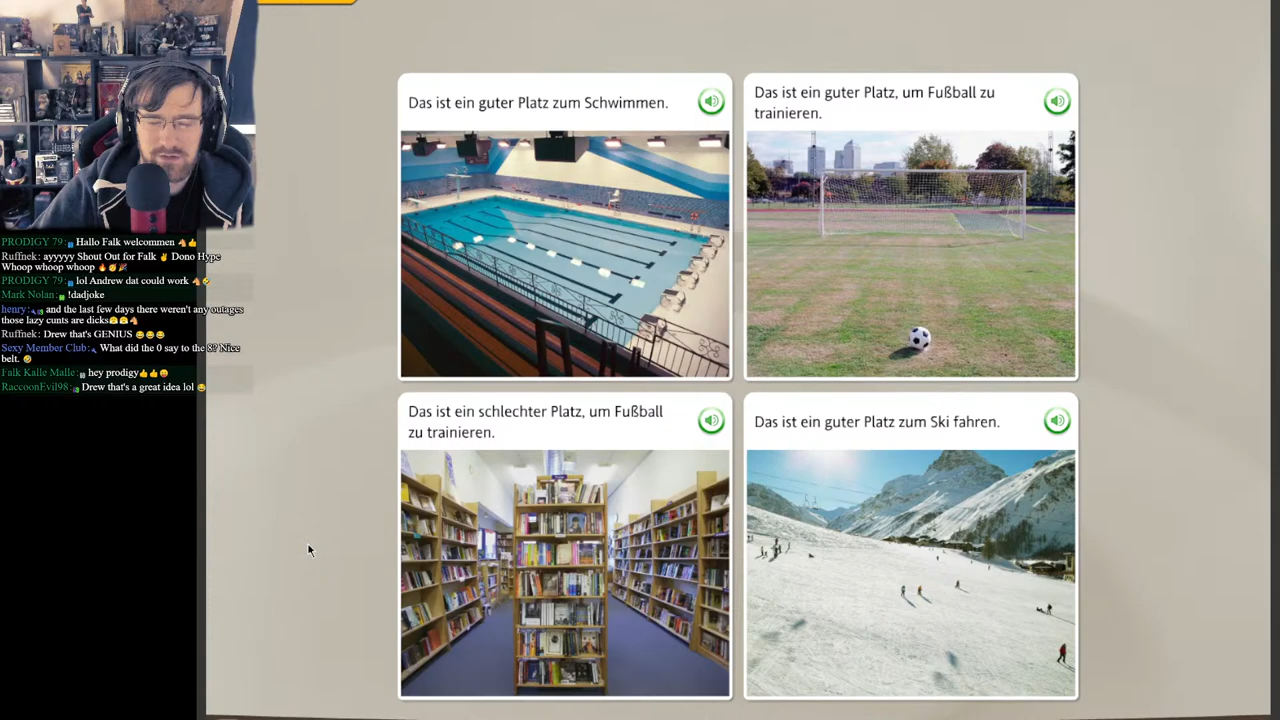 Das ist ein guter Platz zum Schwimmen.
Das ist ein guter Platz, um Fußball zu
trainieren.
Das ist ein schlechter Platz, um Fußball
zu trainieren.
Das ist ein guter Platz zum Ski fahren.
PRODIGY 79: Hallo Falk welcommen 🐴👍
Ruffnek: ayyyyy Shout Out for Falk ✌ Dono Hype
Whoop whoop whoop 🔥🥳🎉
PRODIGY 79: lol Andrew dat could work 🐴🤣
Mark Nolan: !dadjoke
henry: and the last few days there weren't any outages
those lazy cunts are dicks😤😤🐴
Ruffnek: Drew that's GENIUS 😂😂😂
Sexy Member Club: What did the 0 say to the 8? Nice
belt. 🤣
Falk Kalle Malle: hey prodigy👍👍😛
RaccoonEvil98: Drew that's a great idea lol 😂